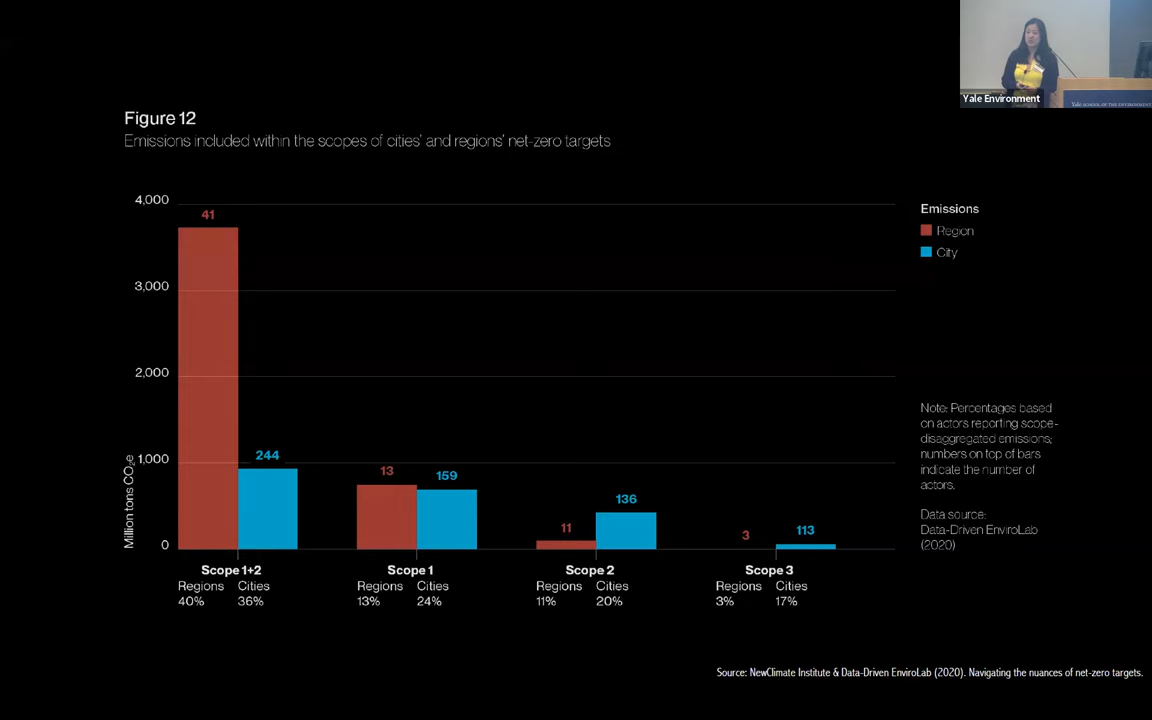 Yale Environment
YALE SCHOOL OF THE ENVIRONMENT
Figure 12
Emissions included within the scopes of cities' and regions' net-zero targets
4,000
3,000
2,000
1,000
0
Million tons CO₂e
41
244
13
159
11
136
3
113
Scope 1+2
Regions Cities
40% 36%
Scope 1
Regions Cities
13% 24%
Scope 2
Regions Cities
11% 20%
Scope 3
Regions Cities
3% 17%
Emissions
Region
City
Note: Percentages based
on actors reporting scope-
disaggregated emissions;
numbers on top of bars
indicate the number of
actors.
Data source:
Data-Driven EnviroLab
(2020)
Source: NewClimate Institute & Data-Driven EnviroLab (2020). Navigating the nuances of net-zero targets.